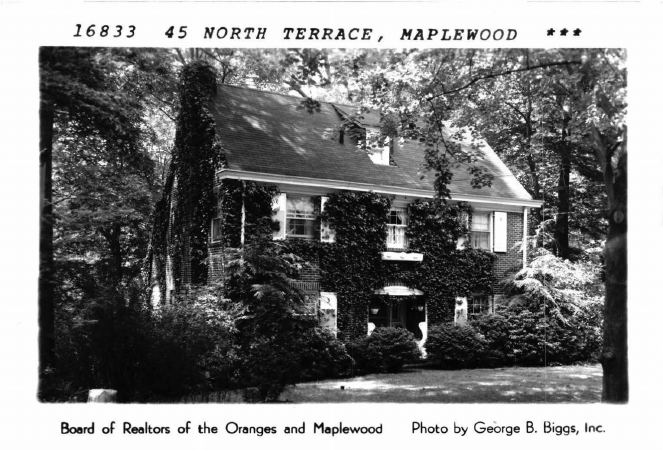 16833 45 NORTH TERRACE, MAPLEWOOD ***
Board of Realtors of the Oranges and Maplewood Photo by George B. Biggs, Inc.